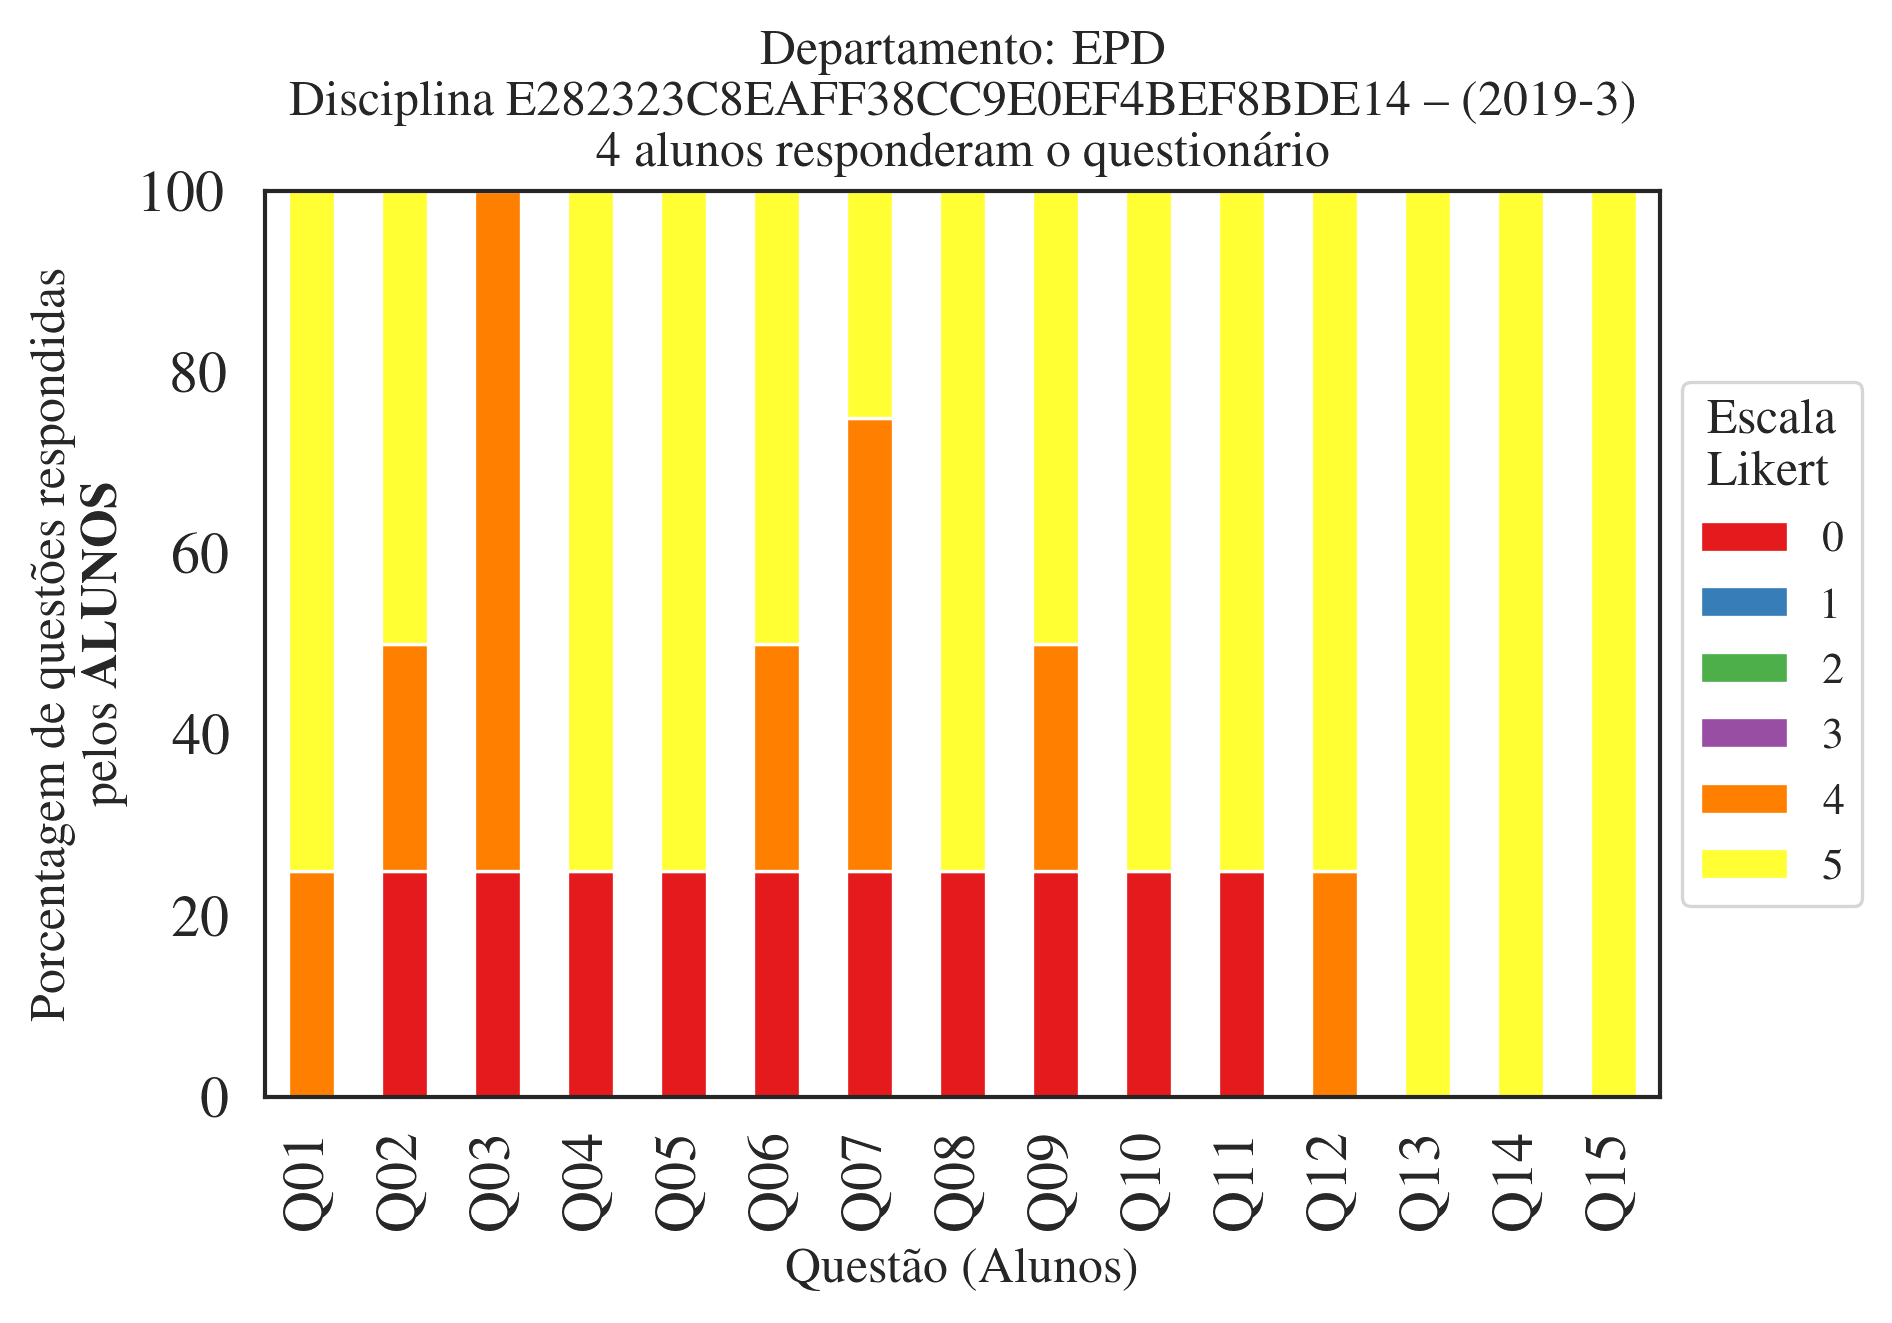 Departamento: EPD
Disciplina E282323C8EAFF38CC9E0EF4BEF8BDE14 – (2019-3)
4 alunos responderam o questionário
Porcentagem de questões respondidas
pelos ALUNOS
100
80
60
40
20
0
Q01
Q02
Q03
Q04
Q05
Q06
Q07
Q08
Q09
Q10
Q11
Q12
Q13
Q14
Q15
Questão (Alunos)
Escala
Likert
0
1
2
3
4
5